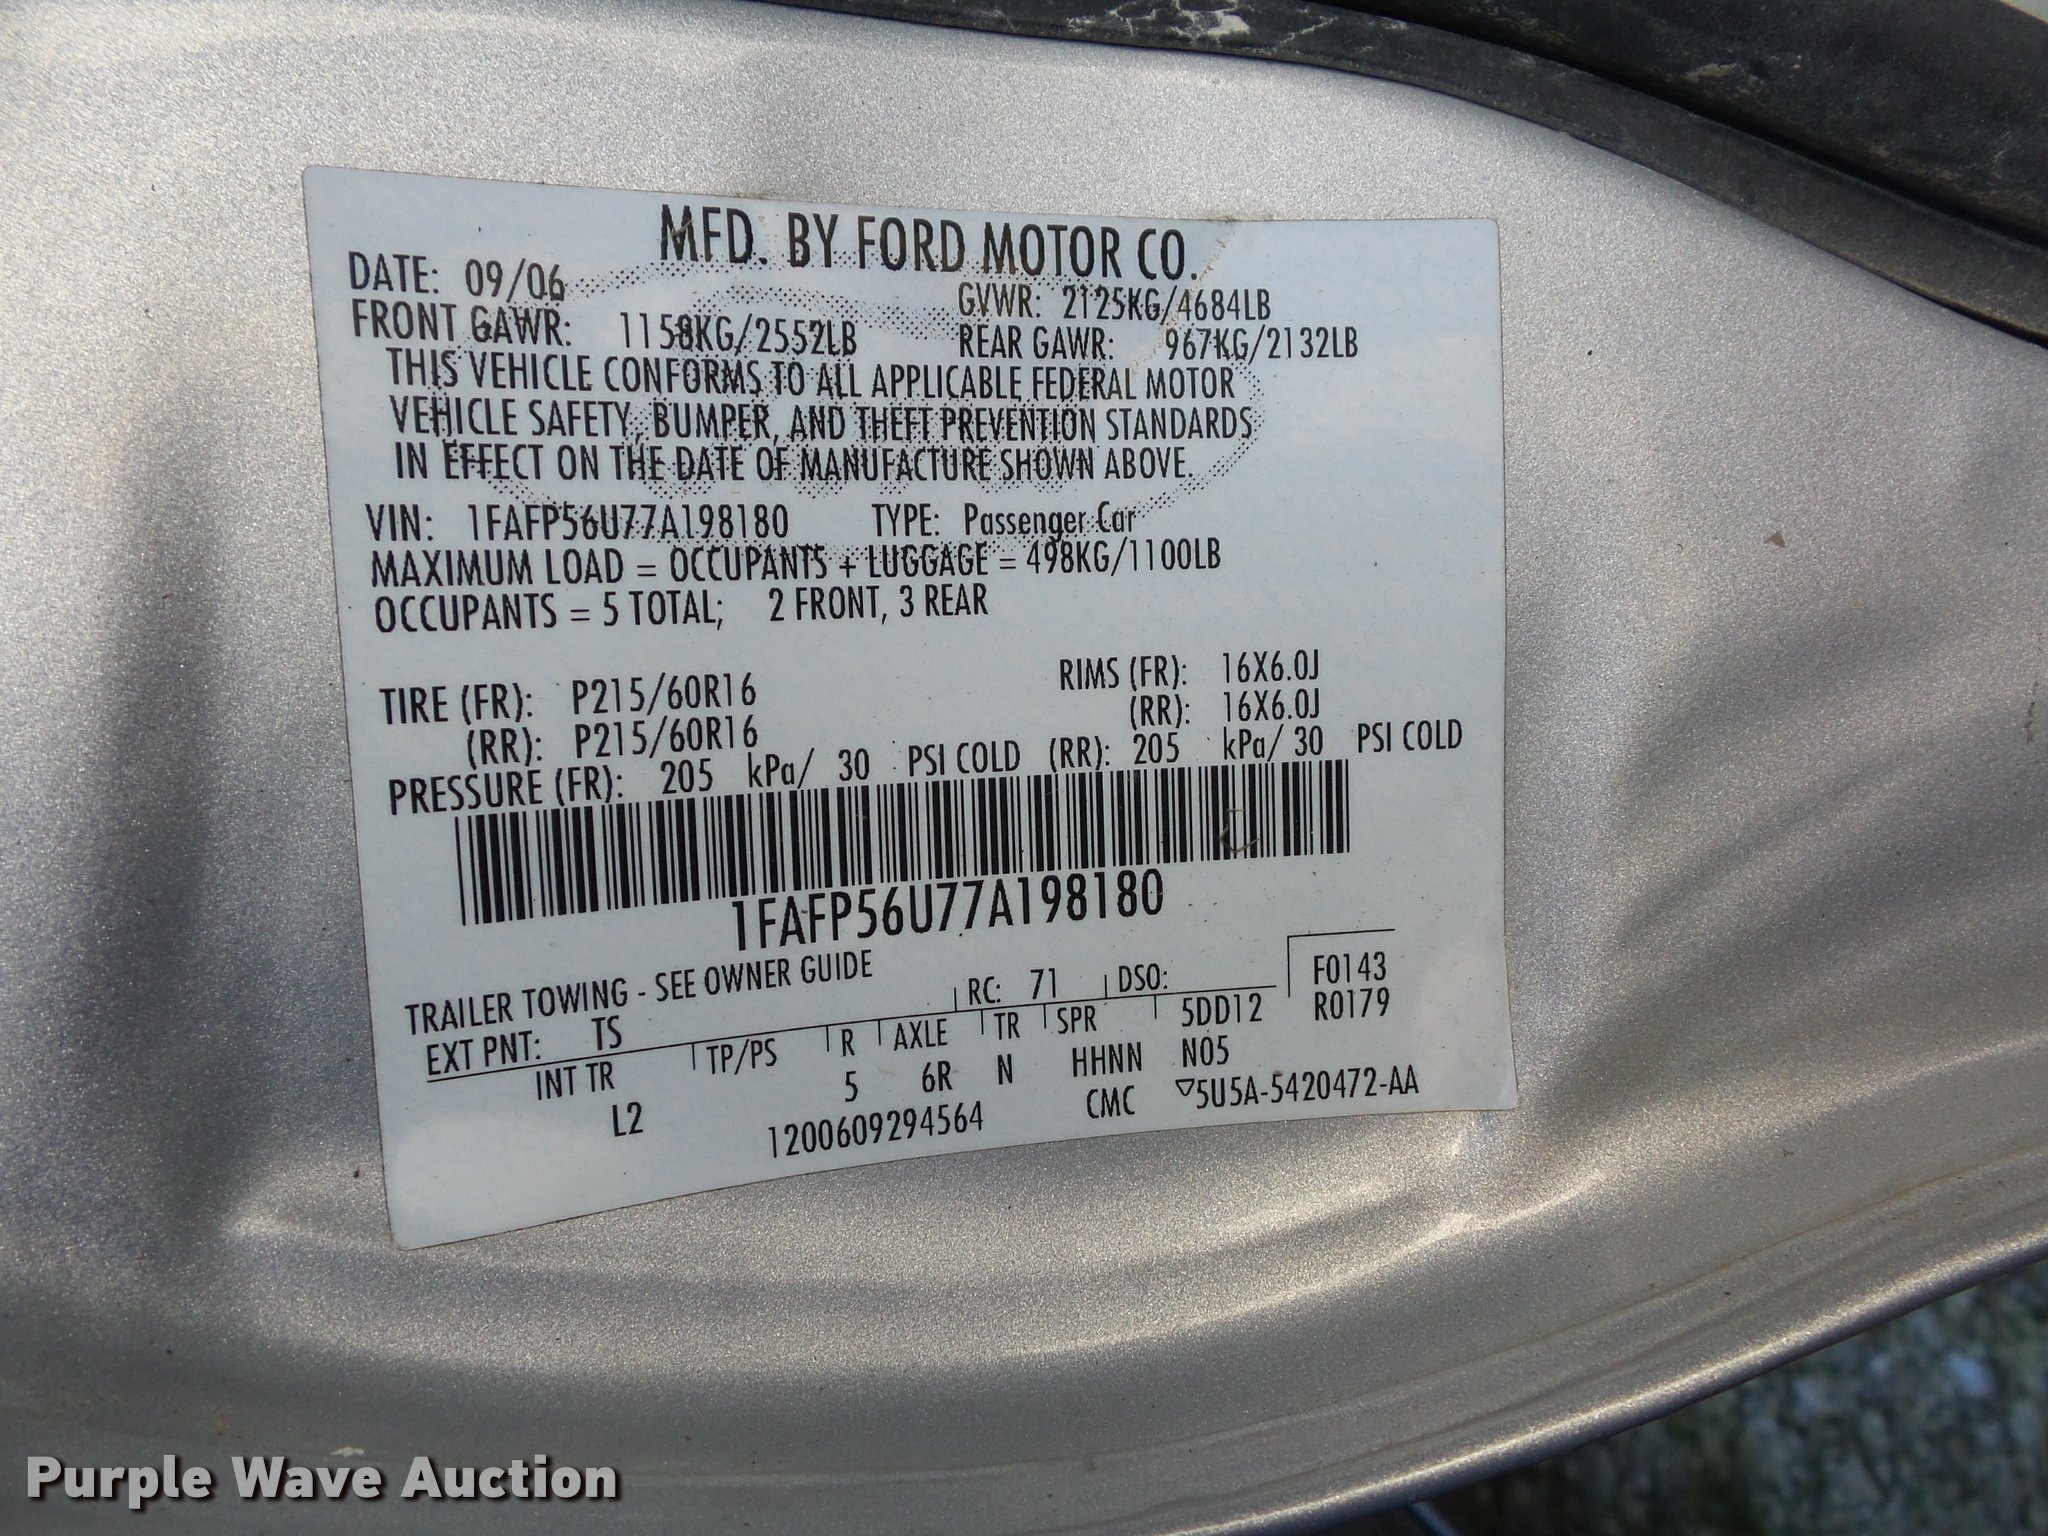 MFD. BY FORD MOTOR CO.
DATE: 09/06 GVWR: 2125KG/4684LB
FRONT GAWR: 1158KG/2552LB REAR GAWR: 967KG/2132LB
THIS VEHICLE CONFORMS TO ALL APPLICABLE FEDERAL MOTOR
VEHICLE SAFETY, BUMPER, AND THEFT PREVENTION STANDARDS
IN EFFECT ON THE DATE OF MANUFACTURE SHOWN ABOVE.
VIN: 1FAFP56U77A198180 TYPE: Passenger Car
MAXIMUM LOAD = OCCUPANTS + LUGGAGE = 498KG/1100LB
OCCUPANTS = 5 TOTAL; 2 FRONT, 3 REAR
TIRE (FR): P215/60R16 RIMS (FR): 16X6.0J
(RR): P215/60R16 (RR): 16X6.0J
PRESSURE (FR): 205 kPa/ 30 PSI COLD (RR): 205 kPa/ 30 PSI COLD
1FAFP56U77A198180
TRAILER TOWING - SEE OWNER GUIDE
EXT PNT: TS RC: 71 DSO: F0143
INT TR TP/PS R AXLE TR SPR 5DD12 R0179
L2 5 6R N HHNN N05
1200609294564 CMC ▽5U5A-5420472-AA
Purple Wave Auction